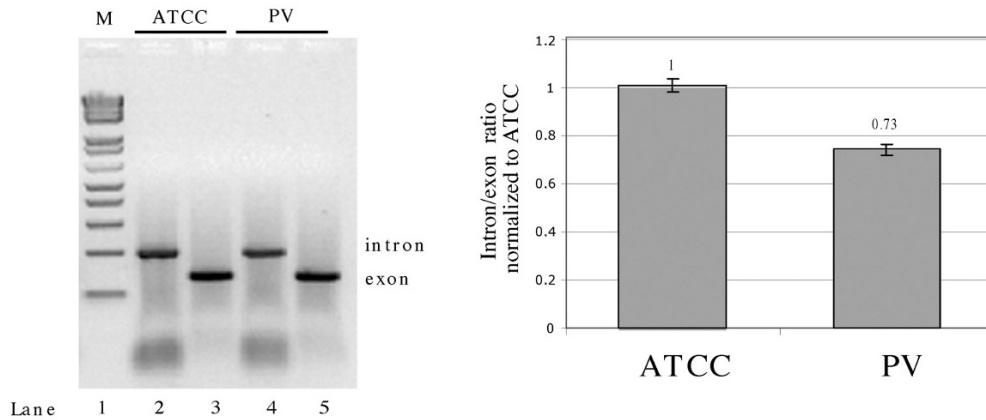 M ATCC PV
intron
exon
Lane 1 2 3 4 5
Intron/exon ratio
normalized to ATCC
1.2
1
0.8
0.6
0.4
0.2
0
1
0.73
ATCC PV